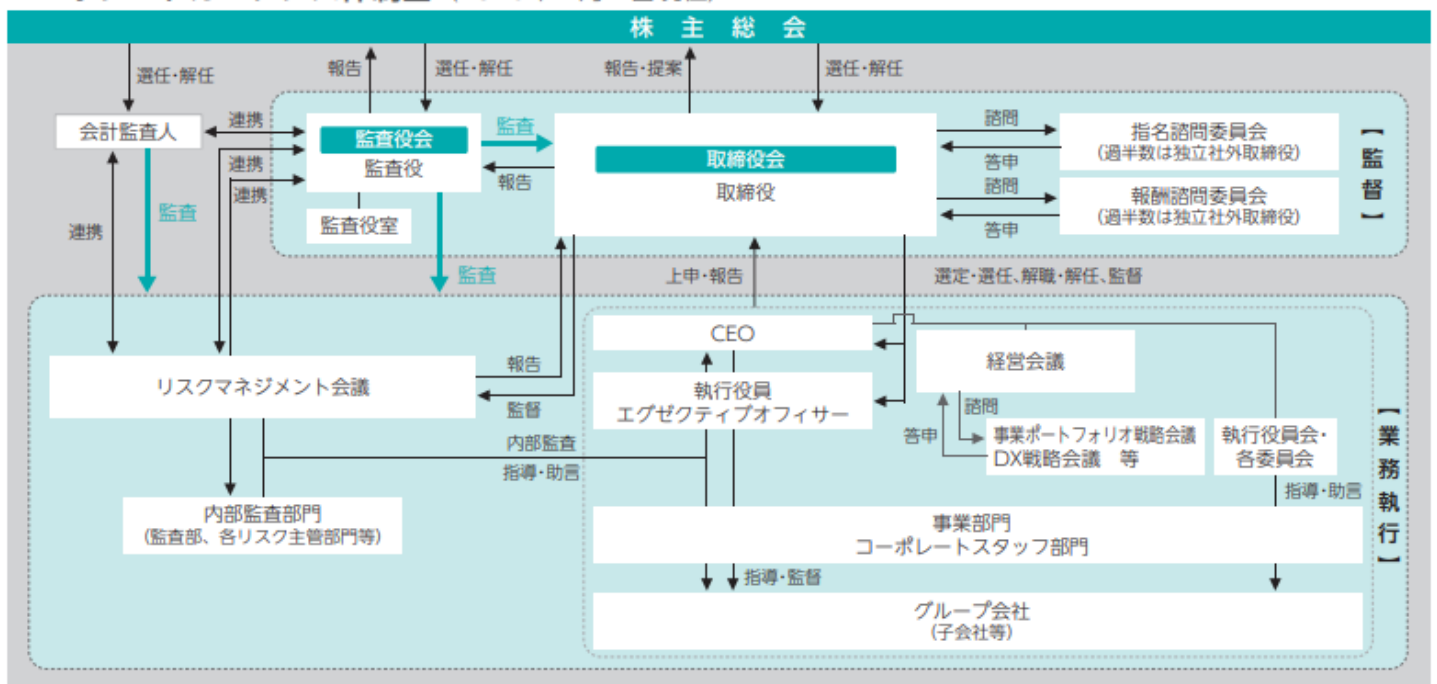 株主総会
選任・解任
報告
選任・解任
報告・提案
選任・解任
会計監査人
連携
監査役会
監査役
監査
報告
取締役会
取締役
諮問
答申
指名諮問委員会
(過半数は独立社外取締役)
諮問
答申
報酬諮問委員会
(過半数は独立社外取締役)
【監督】
連携
連携
監査役室
連携
監査
監査
上申・報告
選定・選任、解職・解任、監督
CEO
経営会議
リスクマネジメント会議
報告
監督
執行役員
エグゼクティブオフィサー
諮問
答申
事業ポートフォリオ戦略会議
DX戦略会議 等
執行役員会・
各委員会
【業務執行】
内部監査
指導・助言
指導・助言
内部監査部門
(監査部、各リスク主管部門等)
事業部門
コーポレートスタッフ部門
指導・監督
グループ会社
(子会社等)